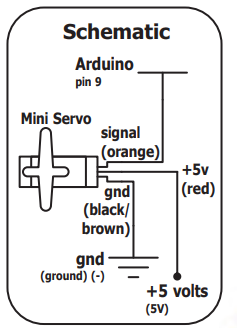 Schematic
Arduino
pin 9
Mini Servo
signal
(orange)
+5v
(red)
gnd
(black/
brown)
gnd
(ground) (-)
+5 volts
(5V)